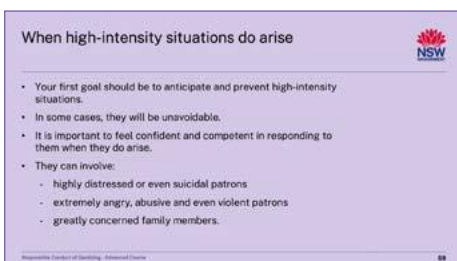 When high-intensity situations do arise
NSW
GOVERNMENT
• Your first goal should be to anticipate and prevent high-intensity
situations.
• In some cases, they will be unavoidable.
• It is important to feel confident and competent in responding to
them when they do arise.
• They can involve:
- highly distressed or even suicidal patrons
- extremely angry, abusive and even violent patrons
- greatly concerned family members.
Responsible Conduct of Gambling - Advanced Course